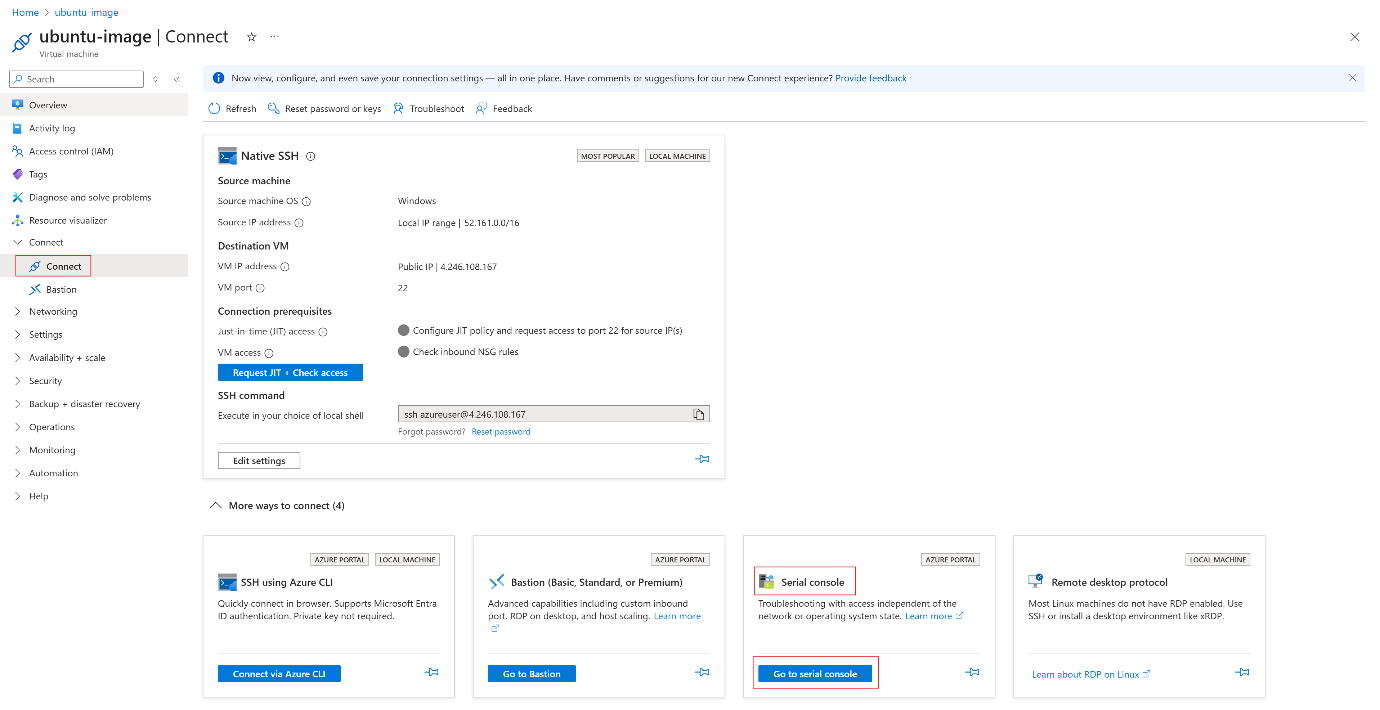 Home > ubuntu-image
ubuntu-image | Connect ☆ ···
Virtual machine
Search
Overview
Activity log
Access control (IAM)
Tags
Diagnose and solve problems
Resource visualizer
Connect
Connect
Bastion
Networking
Settings
Availability + scale
Security
Backup + disaster recovery
Operations
Monitoring
Automation
Help
Now view, configure, and even save your connection settings — all in one place. Have comments or suggestions for our new Connect experience? Provide feedback
Refresh Reset password or keys Troubleshoot Feedback
Native SSH MOST POPULAR LOCAL MACHINE
Source machine
Source machine OS Windows
Source IP address Local IP range | 52.161.0.0/16
Destination VM
VM IP address Public IP | 4.246.108.167
VM port 22
Connection prerequisites
Just-in-time (JIT) access Configure JIT policy and request access to port 22 for source IP(s)
VM access Check inbound NSG rules
Request JIT + Check access
SSH command
Execute in your choice of local shell ssh azureuser@4.246.108.167
Forgot password? Reset password
Edit settings
More ways to connect (4)
AZURE PORTAL LOCAL MACHINE
SSH using Azure CLI
Quickly connect in browser. Supports Microsoft Entra
ID authentication. Private key not required.
Connect via Azure CLI
AZURE PORTAL
Bastion (Basic, Standard, or Premium)
Advanced capabilities including custom inbound
port, RDP on desktop, and host scaling. Learn more
Go to Bastion
AZURE PORTAL
Serial console
Troubleshooting with access independent of the
network or operating system state. Learn more
Go to serial console
LOCAL MACHINE
Remote desktop protocol
Most Linux machines do not have RDP enabled. Use
SSH or install a desktop environment like xRDP.
Learn about RDP on Linux